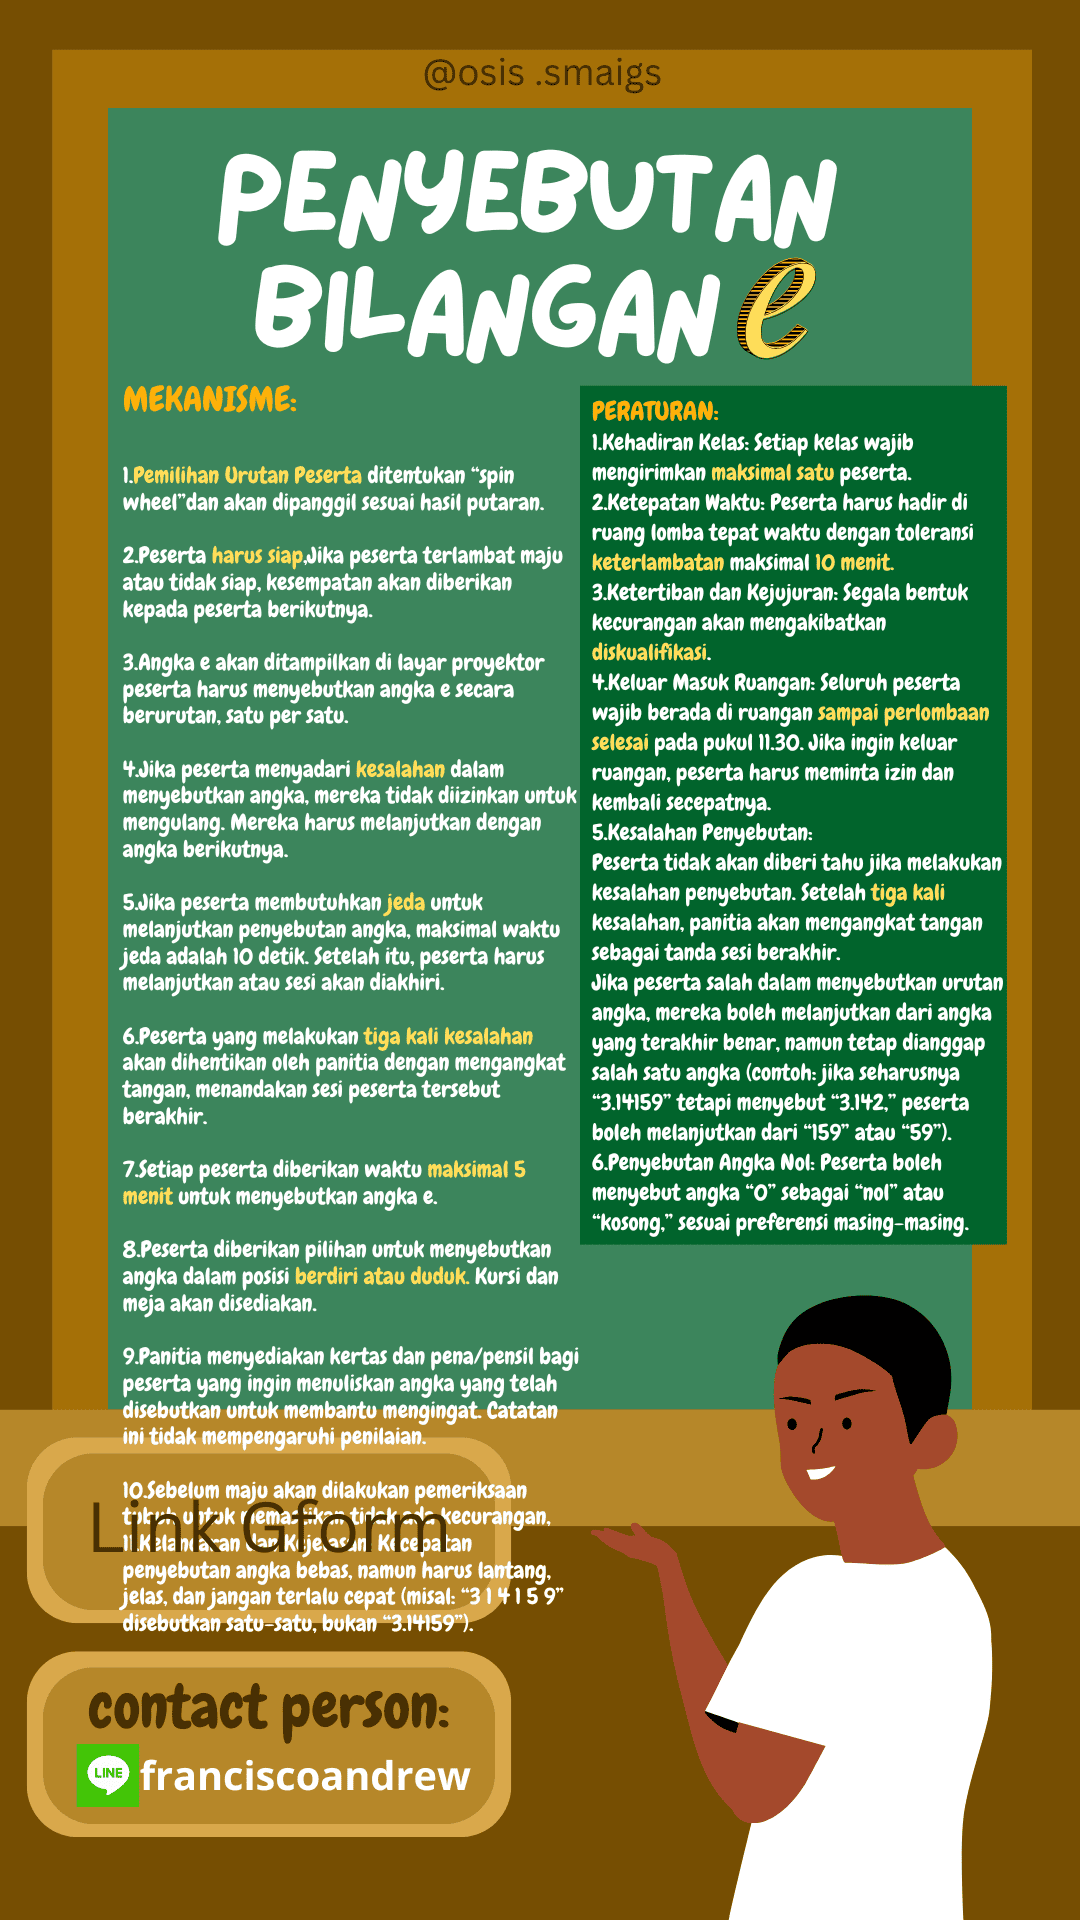 @osis .smaigs
PENYEBUTAN
BILANGAN e
MEKANISME:
1.Pemilihan Urutan Peserta ditentukan “spin
wheel”dan akan dipanggil sesuai hasil putaran.
2.Peserta harus siap,Jika peserta terlambat maju
atau tidak siap, kesempatan akan diberikan
kepada peserta berikutnya.
3.Angka e akan ditampilkan di layar proyektor
peserta harus menyebutkan angka e secara
berurutan, satu per satu.
4.Jika peserta menyadari kesalahan dalam
menyebutkan angka, mereka tidak diizinkan untuk
mengulang. Mereka harus melanjutkan dengan
angka berikutnya.
5.Jika peserta membutuhkan jeda untuk
melanjutkan penyebutan angka, maksimal waktu
jeda adalah 10 detik. Setelah itu, peserta harus
melanjutkan atau sesi akan diakhiri.
6.Peserta yang melakukan tiga kali kesalahan
akan dihentikan oleh panitia dengan mengangkat
tangan, menandakan sesi peserta tersebut
berakhir.
7.Setiap peserta diberikan waktu maksimal 5
menit untuk menyebutkan angka e.
8.Peserta diberikan pilihan untuk menyebutkan
angka dalam posisi berdiri atau duduk. Kursi dan
meja akan disediakan.
9.Panitia menyediakan kertas dan pena/pensil bagi
peserta yang ingin menuliskan angka yang telah
disebutkan untuk membantu mengingat. Catatan
ini tidak mempengaruhi penilaian.
10.Sebelum maju akan dilakukan pemeriksaan
tubuh untuk memastikan tidak ada kecurangan,
11.Kelancaran dan Kejelasan: Kecepatan
penyebutan angka bebas, namun harus lantang,
jelas, dan jangan terlalu cepat (misal: “3 1 4 1 5 9”
disebutkan satu-satu, bukan “3.14159”).
PERATURAN:
1.Kehadiran Kelas: Setiap kelas wajib
mengirimkan maksimal satu peserta.
2.Ketepatan Waktu: Peserta harus hadir di
ruang lomba tepat waktu dengan toleransi
keterlambatan maksimal 10 menit.
3.Ketertiban dan Kejujuran: Segala bentuk
kecurangan akan mengakibatkan
diskualifikasi.
4.Keluar Masuk Ruangan: Seluruh peserta
wajib berada di ruangan sampai perlombaan
selesai pada pukul 11.30. Jika ingin keluar
ruangan, peserta harus meminta izin dan
kembali secepatnya.
5.Kesalahan Penyebutan:
Peserta tidak akan diberi tahu jika melakukan
kesalahan penyebutan. Setelah tiga kali
kesalahan, panitia akan mengangkat tangan
sebagai tanda sesi berakhir.
Jika peserta salah dalam menyebutkan urutan
angka, mereka boleh melanjutkan dari angka
yang terakhir benar, namun tetap dianggap
salah satu angka (contoh: jika seharusnya
“3.14159” tetapi menyebut “3.142,” peserta
boleh melanjutkan dari “159” atau “59”).
6.Penyebutan Angka Nol: Peserta boleh
menyebut angka “0” sebagai “nol” atau
“kosong,” sesuai preferensi masing-masing.
Link Gform
contact person:
LINE franciscoandrew